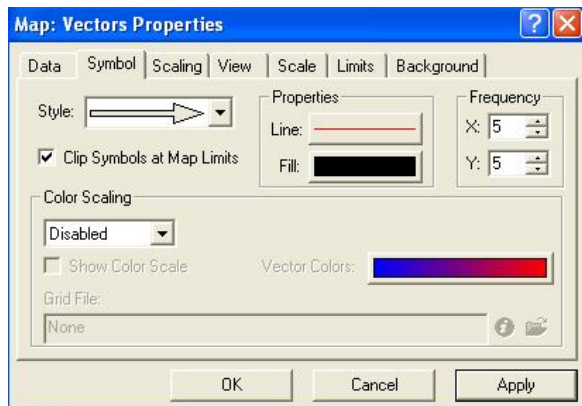 Map: Vectors Properties
Data Symbol Scaling View Scale Limits Background
Style:
Clip Symbols at Map Limits
Properties
Line:
Fill:
Frequency
X: 5
Y: 5
Color Scaling
Disabled
Show Color Scale
Vector Colors:
Grid File:
None
OK Cancel Apply